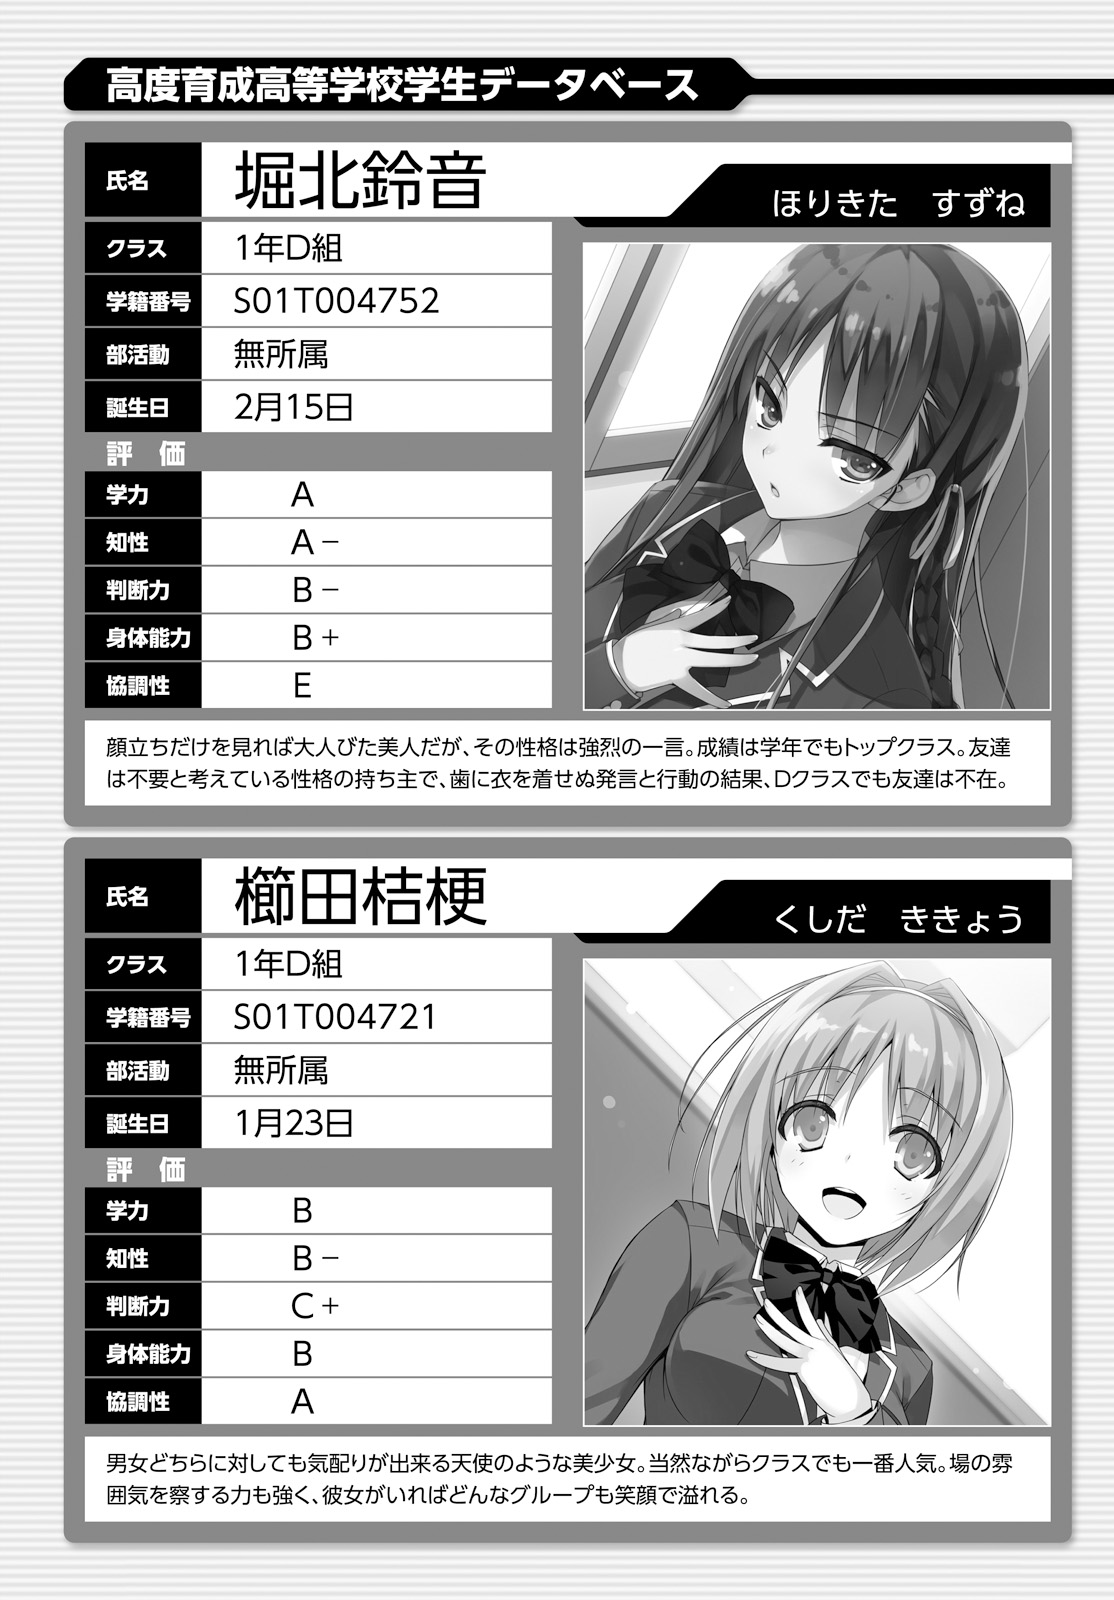 高度育成高等学校学生データベース
氏名 堀北鈴音
ほりきた すずね
クラス 1年D組
学籍番号 S01T004752
部活動 無所属
誕生日 2月15日
評 価
学力 A
知性 A－
判断力 B－
身体能力 B＋
協調性 E
顔立ちだけを見れば大人びた美人だが、その性格は強烈の一言。成績は学年でもトップクラス。友達
は不要と考えている性格の持ち主で、歯に衣を着せぬ発言と行動の結果、Dクラスでも友達は不在。
氏名 櫛田桔梗
くしだ ききょう
クラス 1年D組
学籍番号 S01T004721
部活動 無所属
誕生日 1月23日
評 価
学力 B
知性 B－
判断力 C＋
身体能力 B
協調性 A
男女どちらに対しても気配りが出来る天使のような美少女。当然ながらクラスでも一番人気。場の雰
囲気を察する力も強く、彼女がいればどんなグループも笑顔で溢れる。